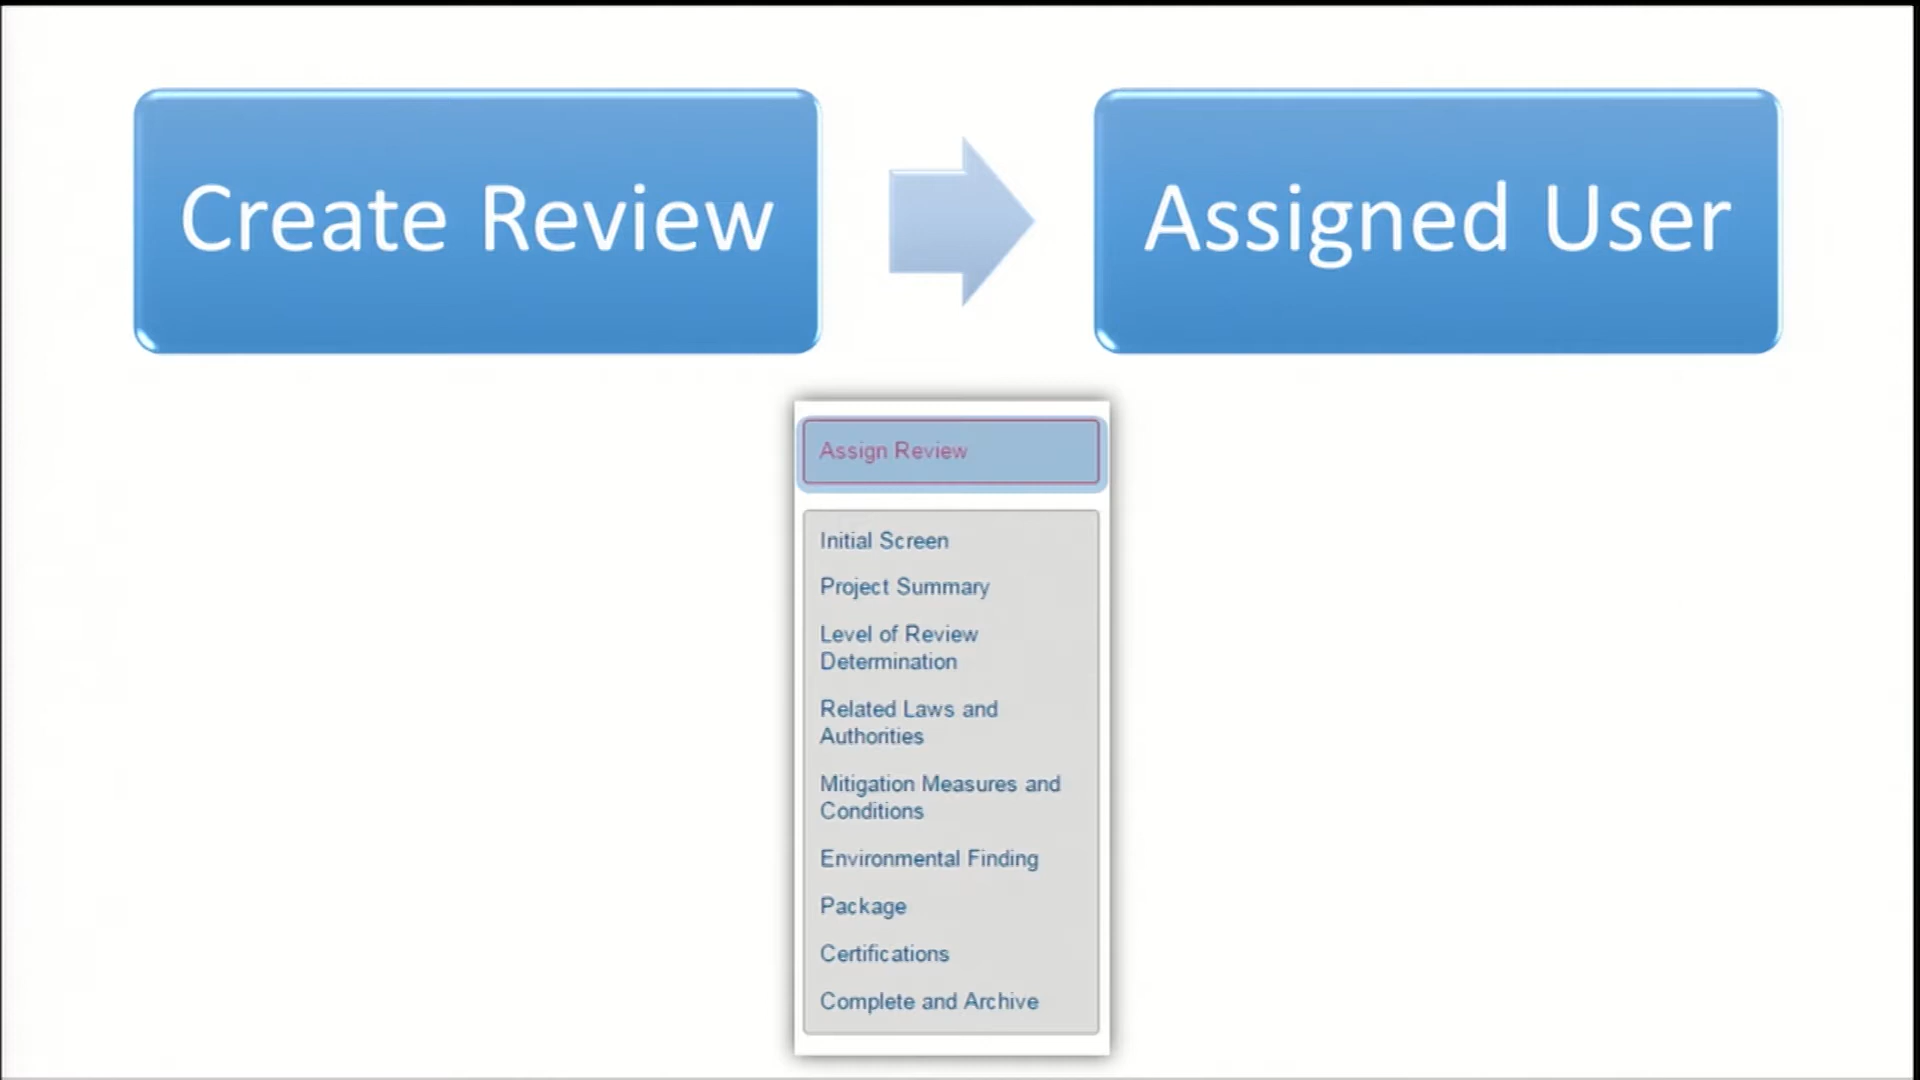 Create Review
Assigned User
Assign Review
Initial Screen
Project Summary
Level of Review
Determination
Related Laws and
Authorities
Mitigation Measures and
Conditions
Environmental Finding
Package
Certifications
Complete and Archive